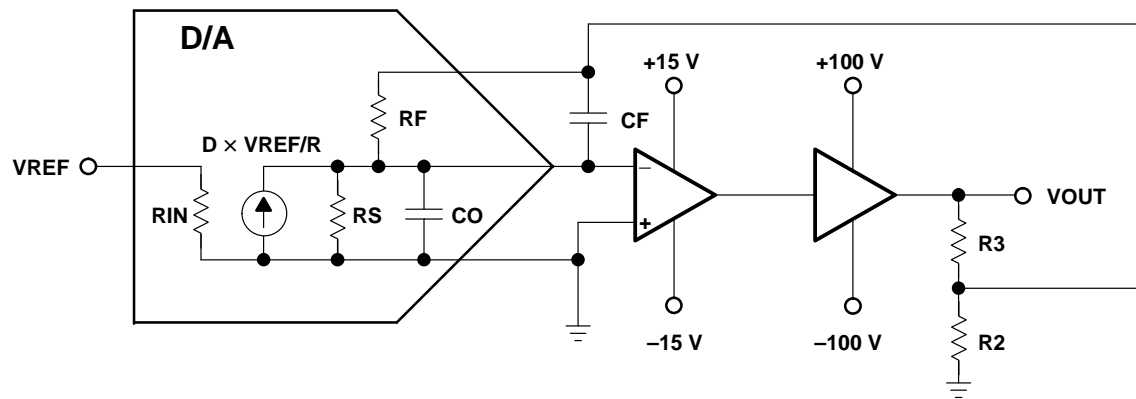 D/A
+15 V
+100 V
RF
CF
D × VREF/R
VREF
−
RIN
RS
CO
+
VOUT
R3
–15 V
–100 V
R2